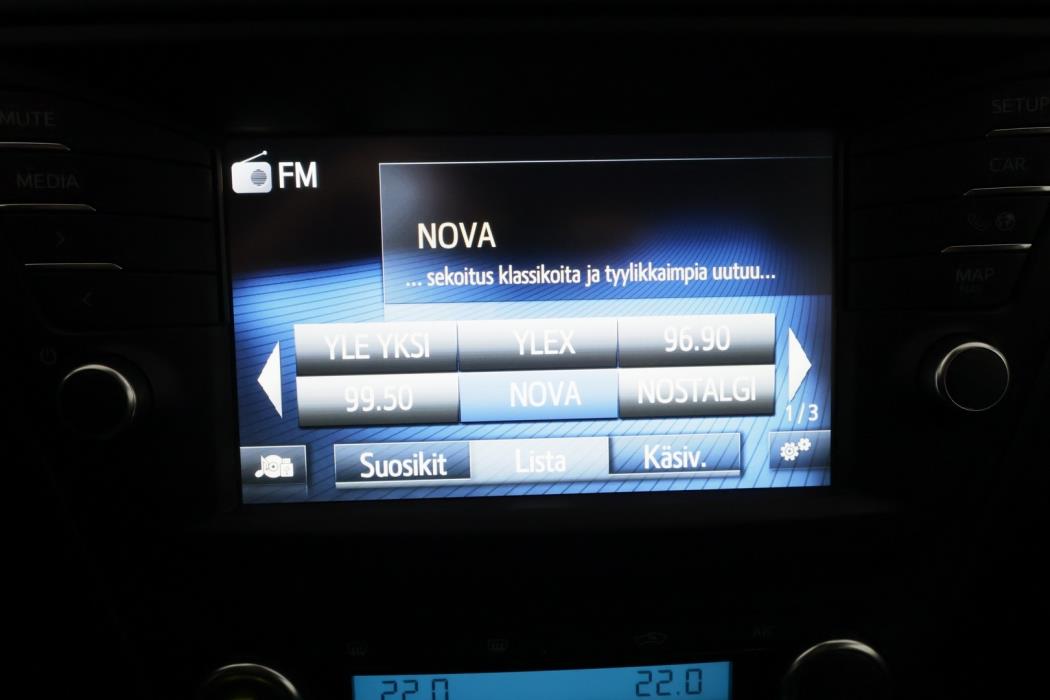 MUTE
SETUP
FM
MEDIA
CAR
NOVA
... sekoitus klassikoita ja tyylikkaimpia uutuu...
MAP
YLE YKSI YLEX 96.90
99.50 NOVA NOSTALGI
1/3
Suosikit Lista Käsiv.
22.0 22.0